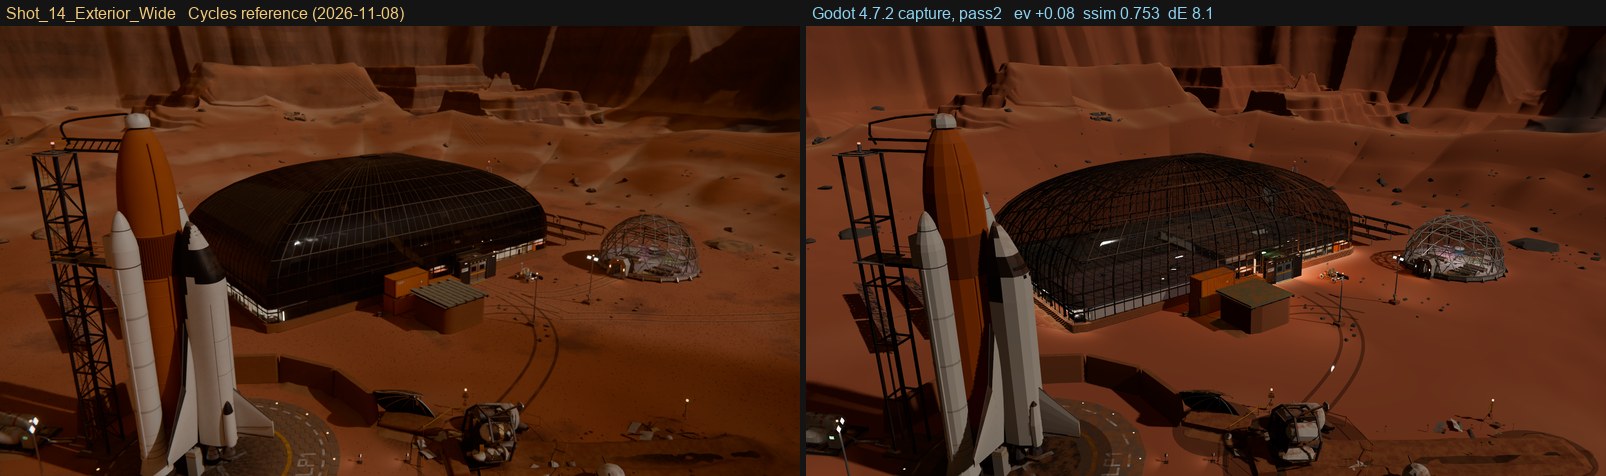 Shot_14_Exterior_Wide Cycles reference (2026-11-08)
Godot 4.7.2 capture, pass2 ev +0.08 ssim 0.753 dE 8.1
LP1